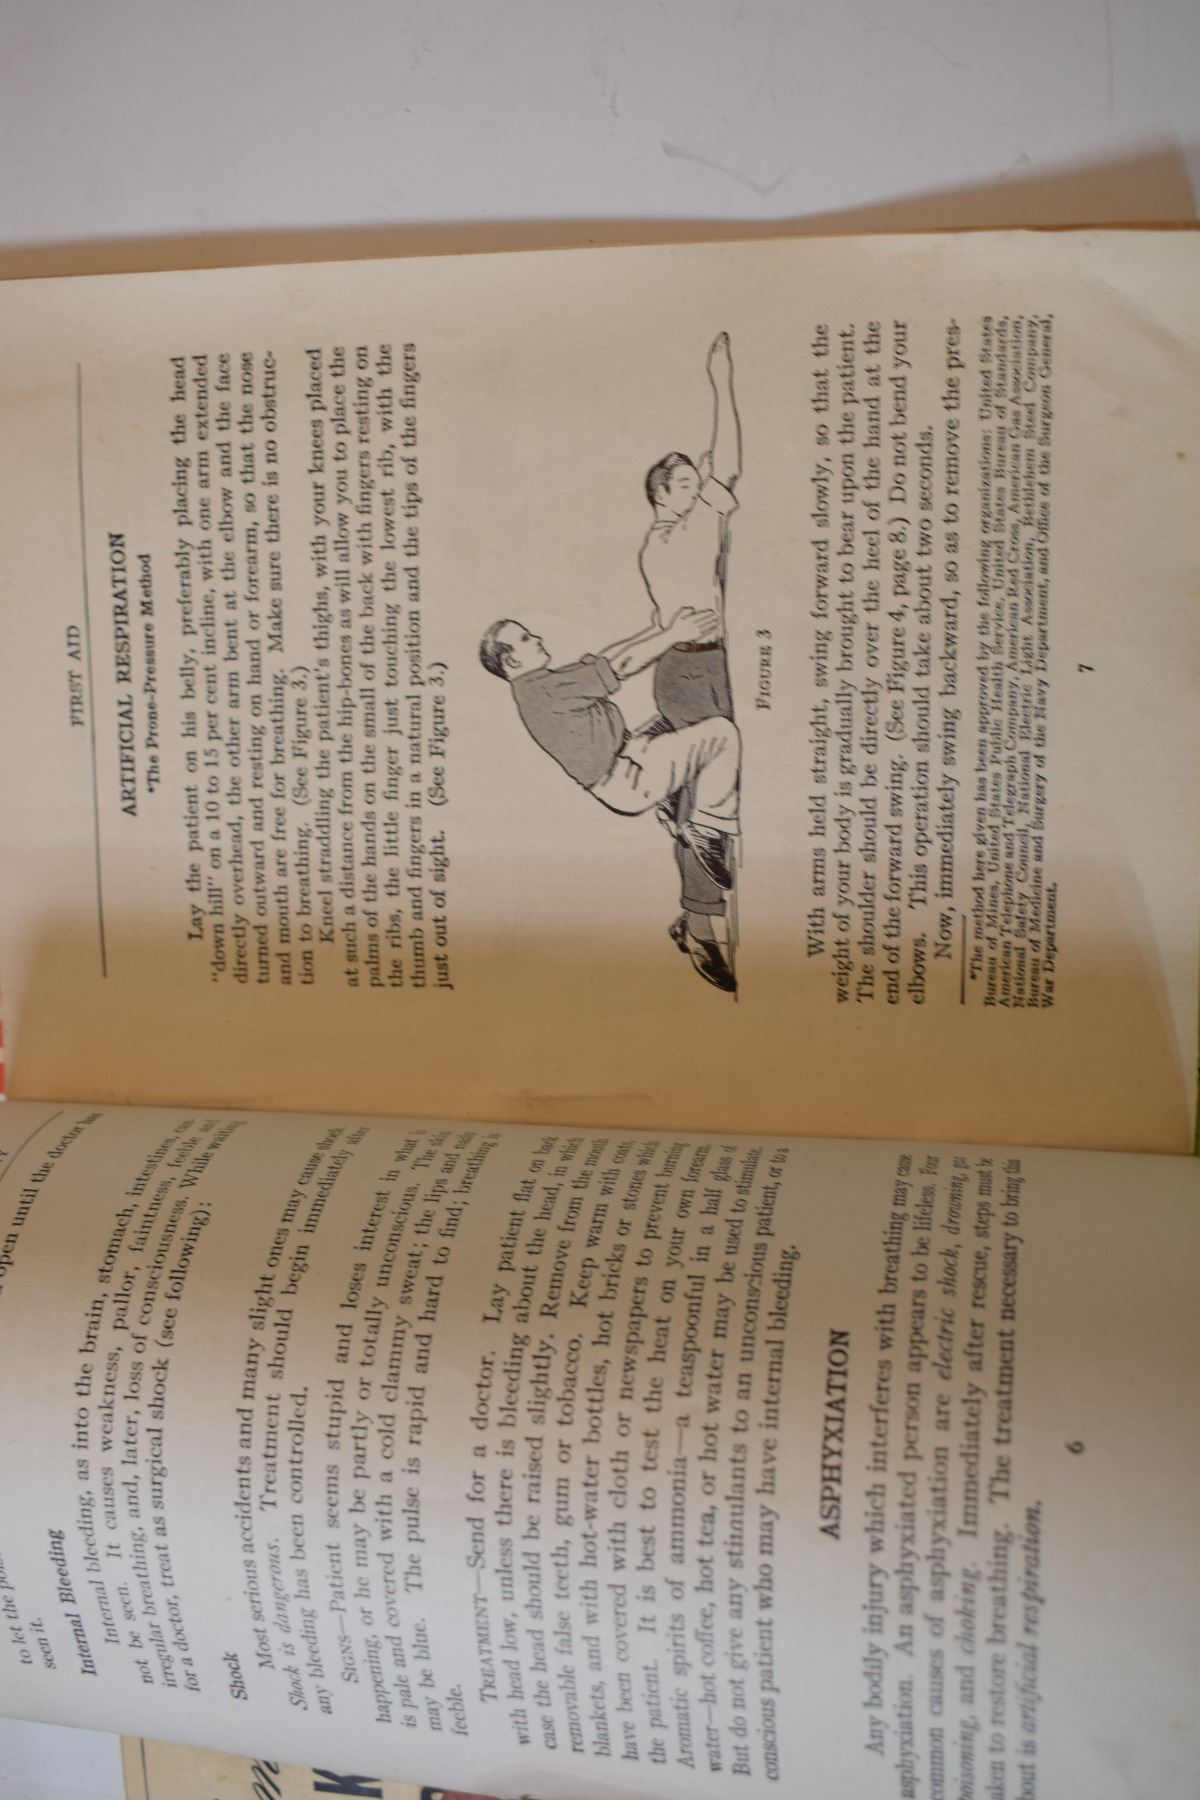 open until the doctor has
to let the
seen it.
Internal Bleeding
Internal bleeding, as into the brain, stomach, intestines,
not be seen. It causes weakness, pallor, faintness, feeble and
irregular breathing, and, later, loss of consciousness. While waiting
for a doctor, treat as surgical shock (see following):
Shock
Most serious accidents and many slight ones may cause shock.
Shock is dangerous. Treatment should begin immediately after
any bleeding has been controlled.
SIGNS—Patient seems stupid and loses interest in what is
happening, or he may be partly or totally unconscious. The skin
is pale and covered with a cold clammy sweat; the lips and nails
may be blue. The pulse is rapid and hard to find; breathing is
feeble.
TREATMENT—Send for a doctor. Lay patient flat on back
with head low, unless there is bleeding about the head, in which
case the head should be raised slightly. Remove from the mouth
removable false teeth, gum or tobacco. Keep warm with coats,
blankets, and with hot-water bottles, hot bricks or stones which
have been covered with cloth or newspapers to prevent burning
the patient. It is best to test the heat on your own forearm.
Aromatic spirits of ammonia—a teaspoonful in a half glass of
water—hot coffee, hot tea, or hot water may be used to stimulate.
But do not give any stimulants to an unconscious patient, or to a
conscious patient who may have internal bleeding.
ASPHYXIATION
Any bodily injury which interferes with breathing may cause
asphyxiation. An asphyxiated person appears to be lifeless. For
common causes of asphyxiation are electric shock, drowning, gas
poisoning, and choking. Immediately after rescue, steps must be
aken to restore breathing. The treatment necessary to bring this
bout is artificial respiration.
6
FIRST AID
ARTIFICIAL RESPIRATION
*The Prone-Pressure Method
Lay the patient on his belly, preferably placing the head
"down hill" on a 10 to 15 per cent incline, with one arm extended
directly overhead, the other arm bent at the elbow and the face
turned outward and resting on hand or forearm, so that the nose
and mouth are free for breathing. Make sure there is no obstruc-
tion to breathing. (See Figure 3.)
Kneel straddling the patient's thighs, with your knees placed
at such a distance from the hip-bones as will allow you to place the
palms of the hands on the small of the back with fingers resting on
the ribs, the little finger just touching the lowest rib, with the
thumb and fingers in a natural position and the tips of the fingers
just out of sight. (See Figure 3.)
FIGURE 3
With arms held straight, swing forward slowly, so that the
weight of your body is gradually brought to bear upon the patient.
The shoulder should be directly over the heel of the hand at the
end of the forward swing. (See Figure 4, page 8.) Do not bend your
elbows. This operation should take about two seconds.
Now, immediately swing backward, so as to remove the pres-
*The method here given has been approved by the following organizations: United States
Bureau of Mines, United States Public Health Service, United States Bureau of Standards,
American Telephone and Telegraph Company, American Red Cross, American Gas Association,
National Safety Council, National Electric Light Association, Bethlehem Steel Company,
Bureau of Medicine and Surgery of the Navy Department, and Office of the Surgeon General,
War Department.
7